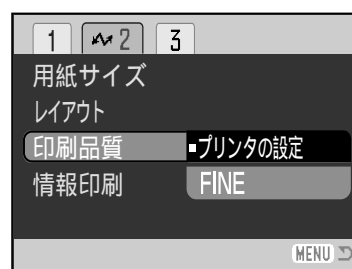 1 2 3
用紙サイズ
レイアウト
印刷品質 ▪プリンタの設定
情報印刷 FINE
MENU